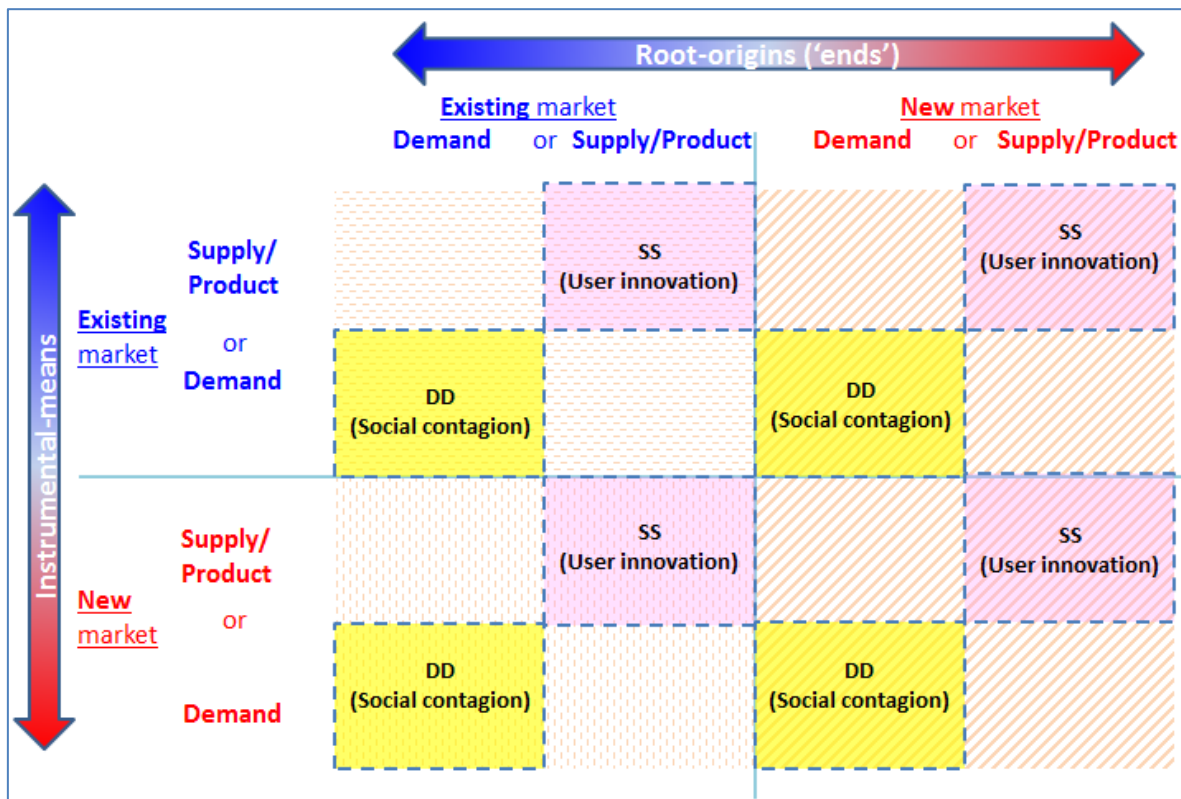 Root-origins (‘ends’)
Existing market
New market
Demand or Supply/Product
Demand or Supply/Product
Instrumental-means
Supply/
Product
Existing
market
or
Demand
SS
(User innovation)
SS
(User innovation)
DD
(Social contagion)
DD
(Social contagion)
Supply/
Product
New
market
or
Demand
SS
(User innovation)
SS
(User innovation)
DD
(Social contagion)
DD
(Social contagion)